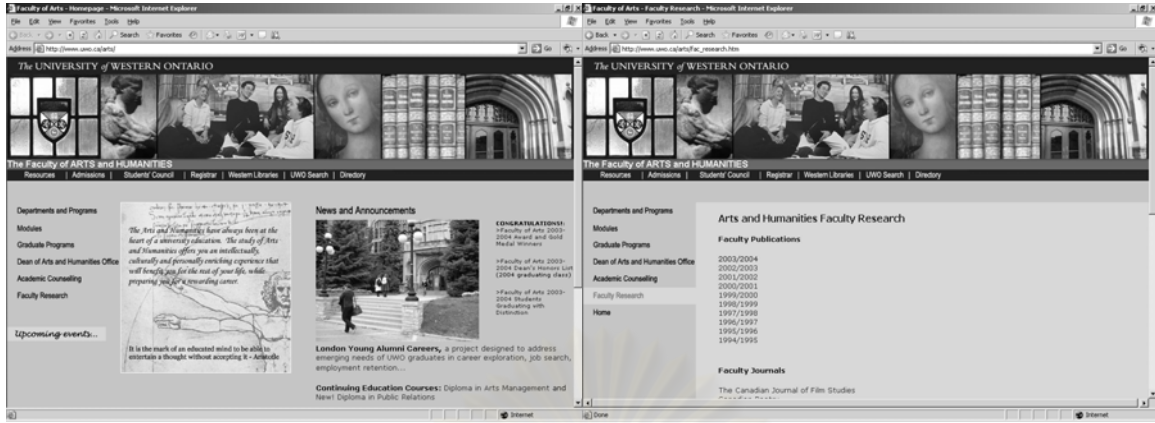 Faculty of Arts - Homepage - Microsoft Internet Explorer
File Edit View Favorites Tools Help
Back Search Favorites
Address http://www.uwo.ca/arts/ Go
The UNIVERSITY of WESTERN ONTARIO
The Faculty of ARTS and HUMANITIES
Resources | Admissions | Students' Council | Registrar | Western Libraries | UWO Search | Directory
Departments and Programs
Modules
Graduate Programs
Dean of Arts and Humanities Office
Academic Counselling
Faculty Research
Upcoming events...
The Arts and Humanities have always been at the
heart of a university education. The study of Arts
and Humanities offers you an intellectually,
culturally and personally enriching experience that
will benefit you for the rest of your life, while
preparing you for a rewarding career.
It is the mark of an educated mind to be able to
entertain a thought without accepting it - Aristotle
News and Announcements
CONGRATULATIONS!:
>Faculty of Arts 2003-
2004 Award and Gold
Medal Winners
>Faculty of Arts 2003-
2004 Dean's Honors List
(2004 graduating class)
>Faculty of Arts 2003-
2004 Students
Graduating with
Distinction
London Young Alumni Careers, a project designed to address
emerging needs of UWO graduates in career exploration, job search,
employment retention...
Continuing Education Courses: Diploma in Arts Management and
New! Diploma in Public Relations
Internet
Faculty of Arts - Faculty Research - Microsoft Internet Explorer
File Edit View Favorites Tools Help
Back Search Favorites
Address http://www.uwo.ca/arts/fac_research.htm Go
The UNIVERSITY of WESTERN ONTARIO
The Faculty of ARTS and HUMANITIES
Resources | Admissions | Students' Council | Registrar | Western Libraries | UWO Search | Directory
Departments and Programs
Modules
Graduate Programs
Dean of Arts and Humanities Office
Academic Counselling
Faculty Research
Home
Arts and Humanities Faculty Research
Faculty Publications
2003/2004
2002/2003
2001/2002
2000/2001
1999/2000
1998/1999
1997/1998
1996/1997
1995/1996
1994/1995
Faculty Journals
The Canadian Journal of Film Studies
Canadian Poetry
Done Internet